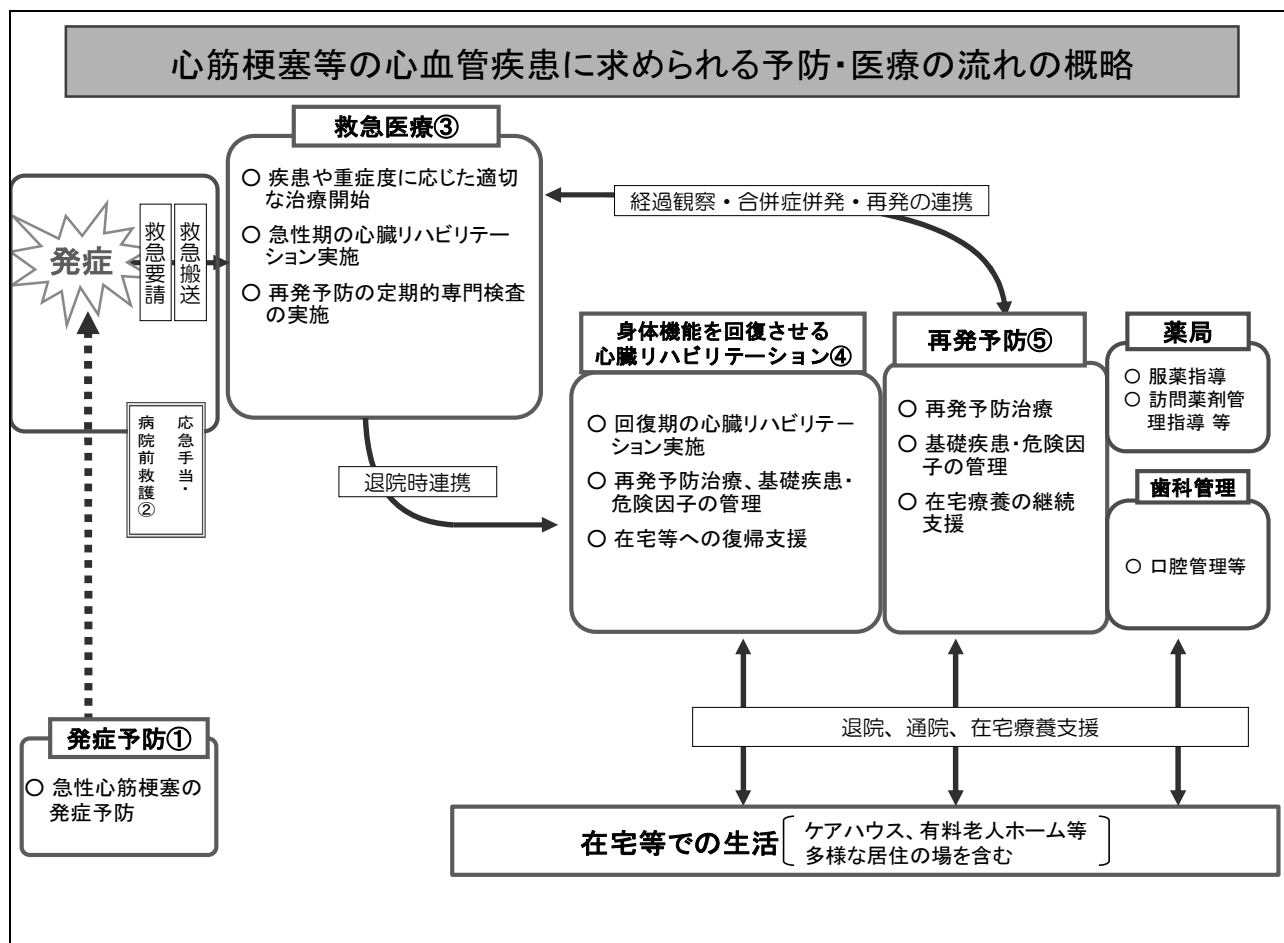 心筋梗塞等の心血管疾患に求められる予防・医療の流れの概略
救急医療③
○ 疾患や重症度に応じた適切
な治療開始
○ 急性期の心臓リハビリテー
ション実施
○ 再発予防の定期的専門検査
の実施
発症
救急要請
救急搬送
応急手当・
病院前救護②
経過観察・合併症併発・再発の連携
退院時連携
身体機能を回復させる
心臓リハビリテーション④
○ 回復期の心臓リハビリテー
ション実施
○ 再発予防治療、基礎疾患・
危険因子の管理
○ 在宅等への復帰支援
再発予防⑤
○ 再発予防治療
○ 基礎疾患・危険因
子の管理
○ 在宅療養の継続
支援
薬局
○ 服薬指導
○ 訪問薬剤管
理指導 等
歯科管理
○ 口腔管理等
発症予防①
○ 急性心筋梗塞の
発症予防
退院、通院、在宅療養支援
在宅等での生活
ケアハウス、有料老人ホーム等
多様な居住の場を含む